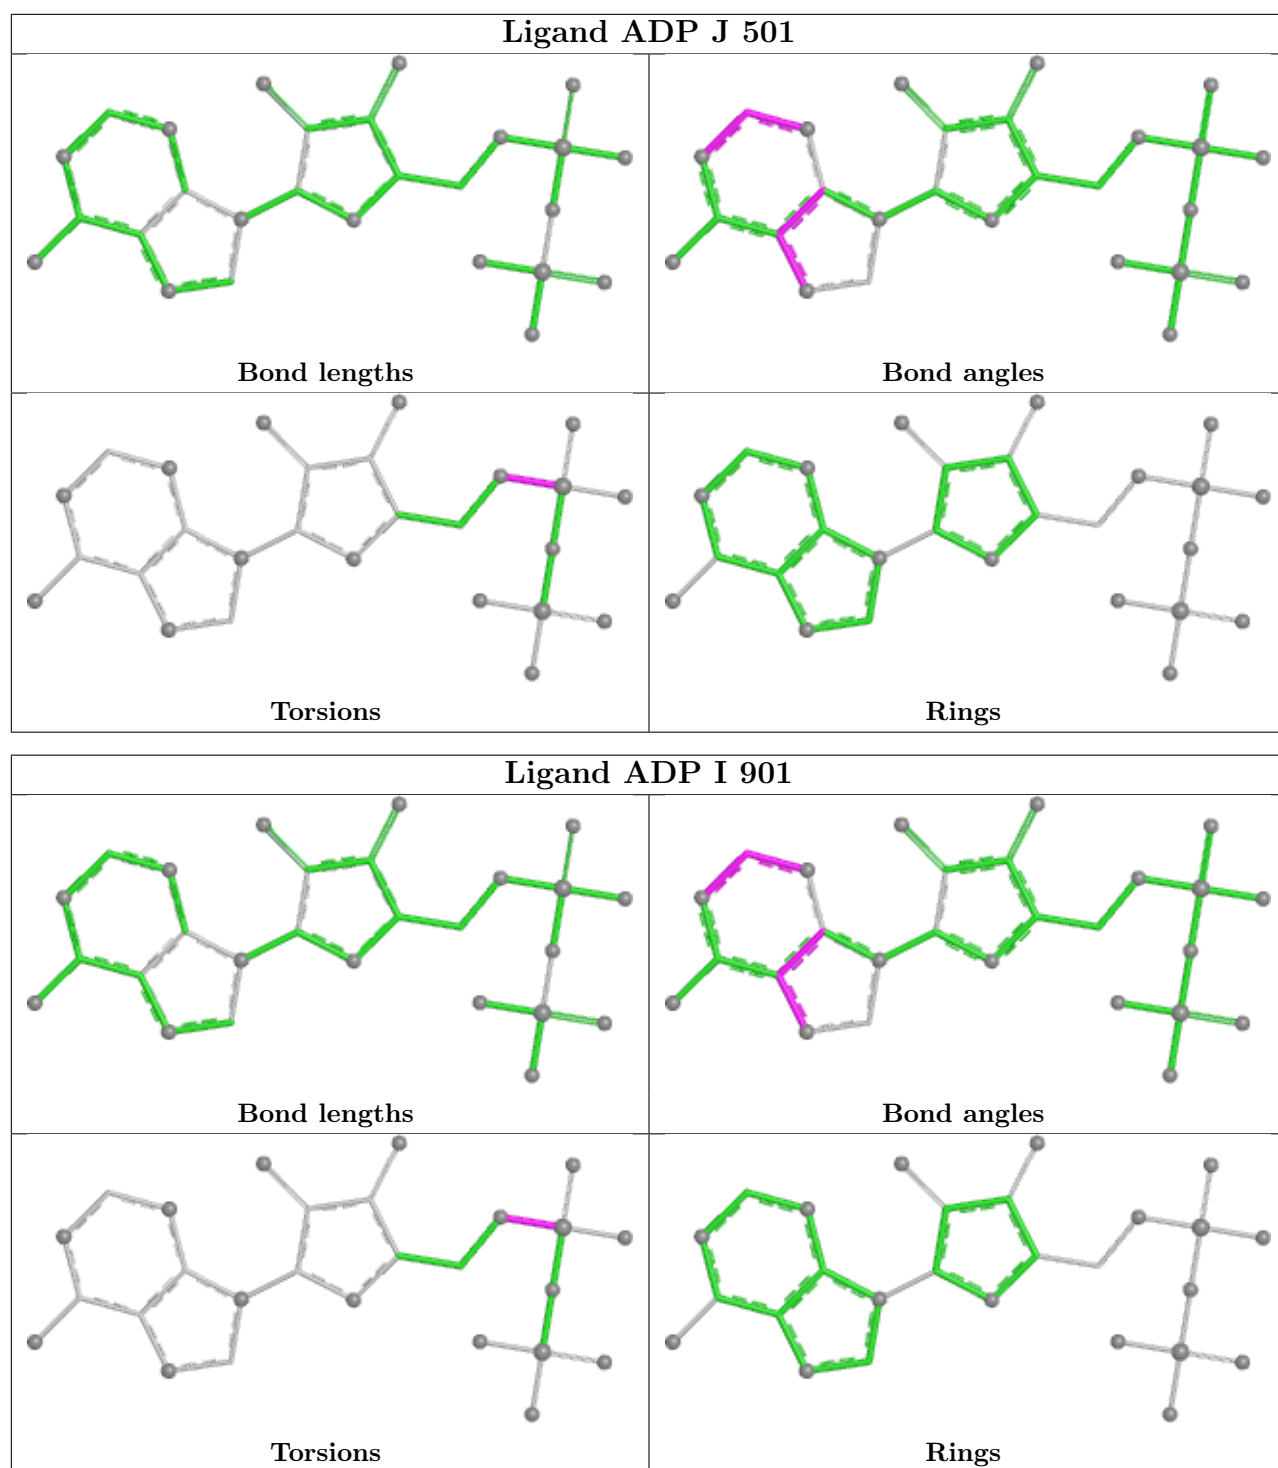 Ligand ADP J 501
Bond lengths
Bond angles
Torsions
Rings
Ligand ADP I 901
Bond lengths
Bond angles
Torsions
Rings